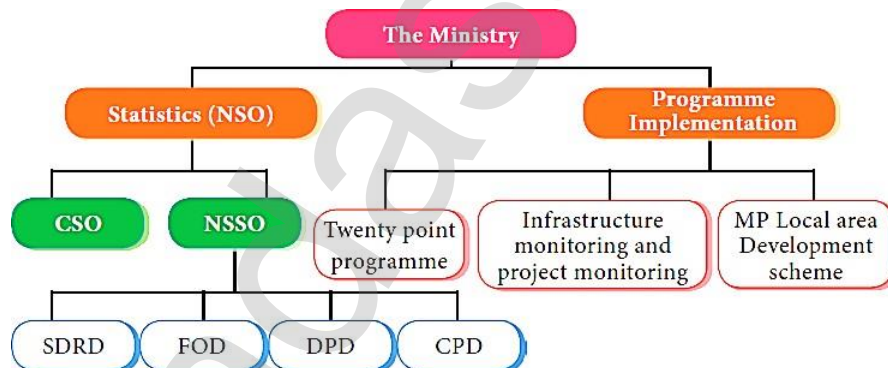 The Ministry
Statistics (NSO)
Programme
Implementation
CSO
NSSO
Twenty point
programme
Infrastructure
monitoring and
project monitoring
MP Local area
Development
scheme
SDRD
FOD
DPD
CPD